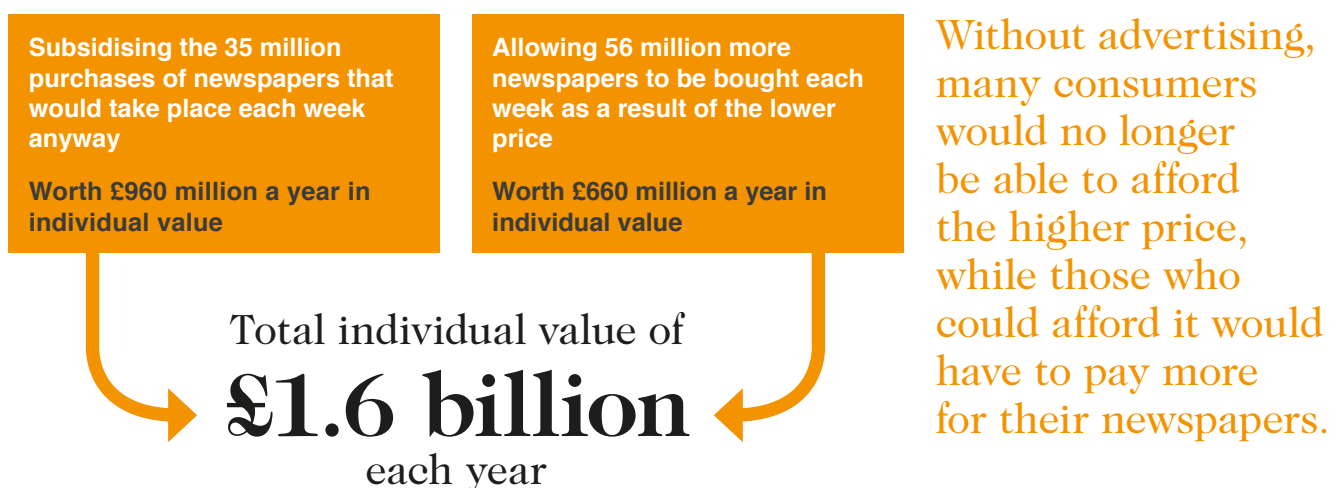 Subsidising the 35 million
purchases of newspapers that
would take place each week
anyway
Worth £960 million a year in
individual value
Allowing 56 million more
newspapers to be bought each
week as a result of the lower
price
Worth £660 million a year in
individual value
Total individual value of
£1.6 billion
each year
Without advertising,
many consumers
would no longer
be able to afford
the higher price,
while those who
could afford it would
have to pay more
for their newspapers.